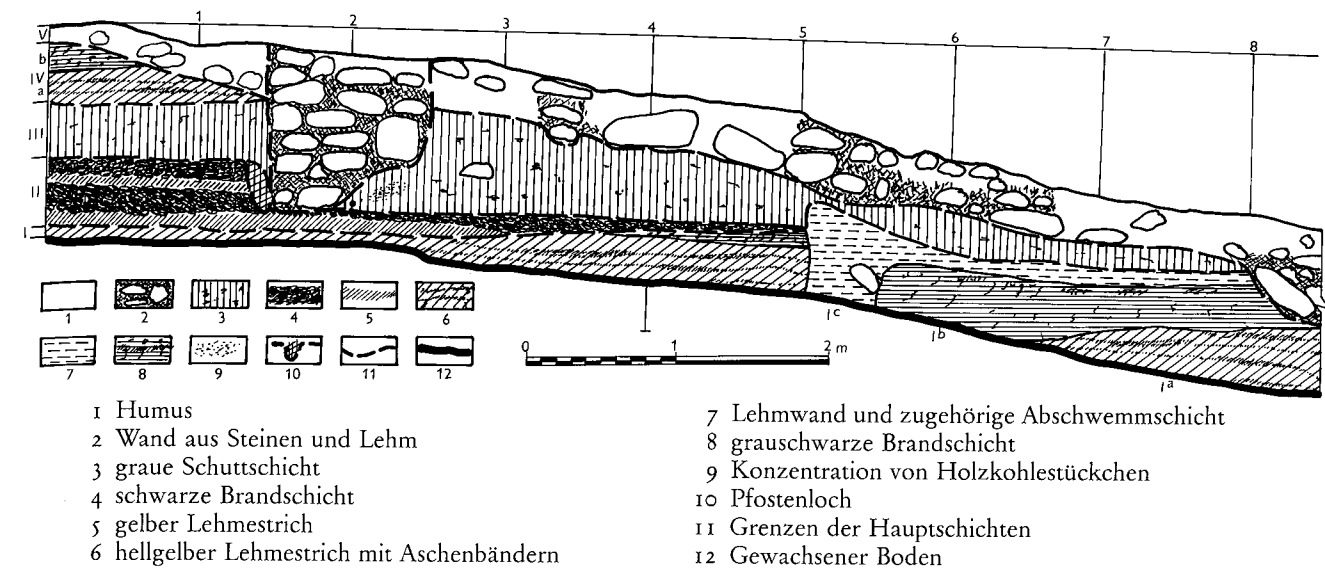 1 2 3 4 5 6 7 8
V
b
IV
a
III
II
I
Ic
Ib
Ia
1 2 3 4 5 6
7 8 9 10 11 12
0 1 2 m
1 Humus
2 Wand aus Steinen und Lehm
3 graue Schuttschicht
4 schwarze Brandschicht
5 gelber Lehmestrich
6 hellgelber Lehmestrich mit Aschenbändern
7 Lehmwand und zugehörige Abschwemmschicht
8 grauschwarze Brandschicht
9 Konzentration von Holzkohlestückchen
10 Pfostenloch
11 Grenzen der Hauptschichten
12 Gewachsener Boden